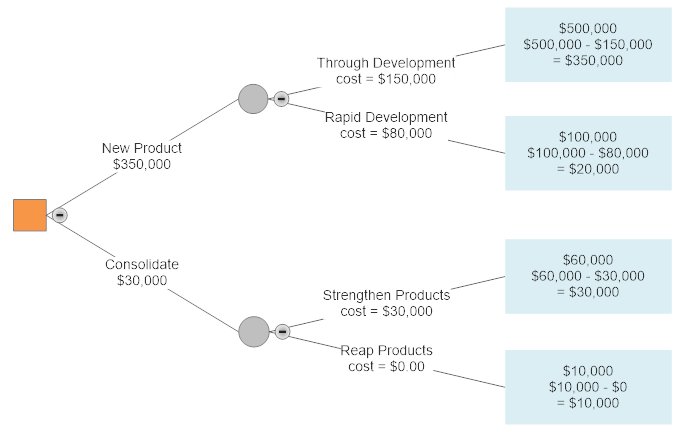 New Product
$350,000
Through Development
cost = $150,000
$500,000
$500,000 - $150,000
= $350,000
Rapid Development
cost = $80,000
$100,000
$100,000 - $80,000
= $20,000
Consolidate
$30,000
Strengthen Products
cost = $30,000
$60,000
$60,000 - $30,000
= $30,000
Reap Products
cost = $0.00
$10,000
$10,000 - $0
= $10,000